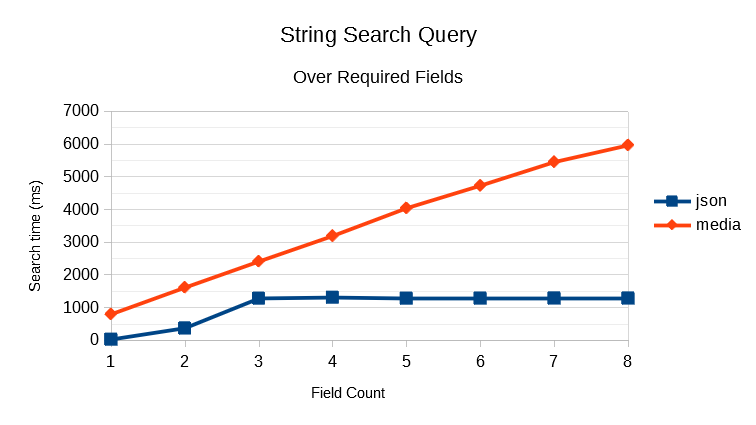 String Search Query
Over Required Fields
7000
6000
5000
4000
3000
2000
1000
0
Search time (ms)
1 2 3 4 5 6 7 8
Field Count
json
media